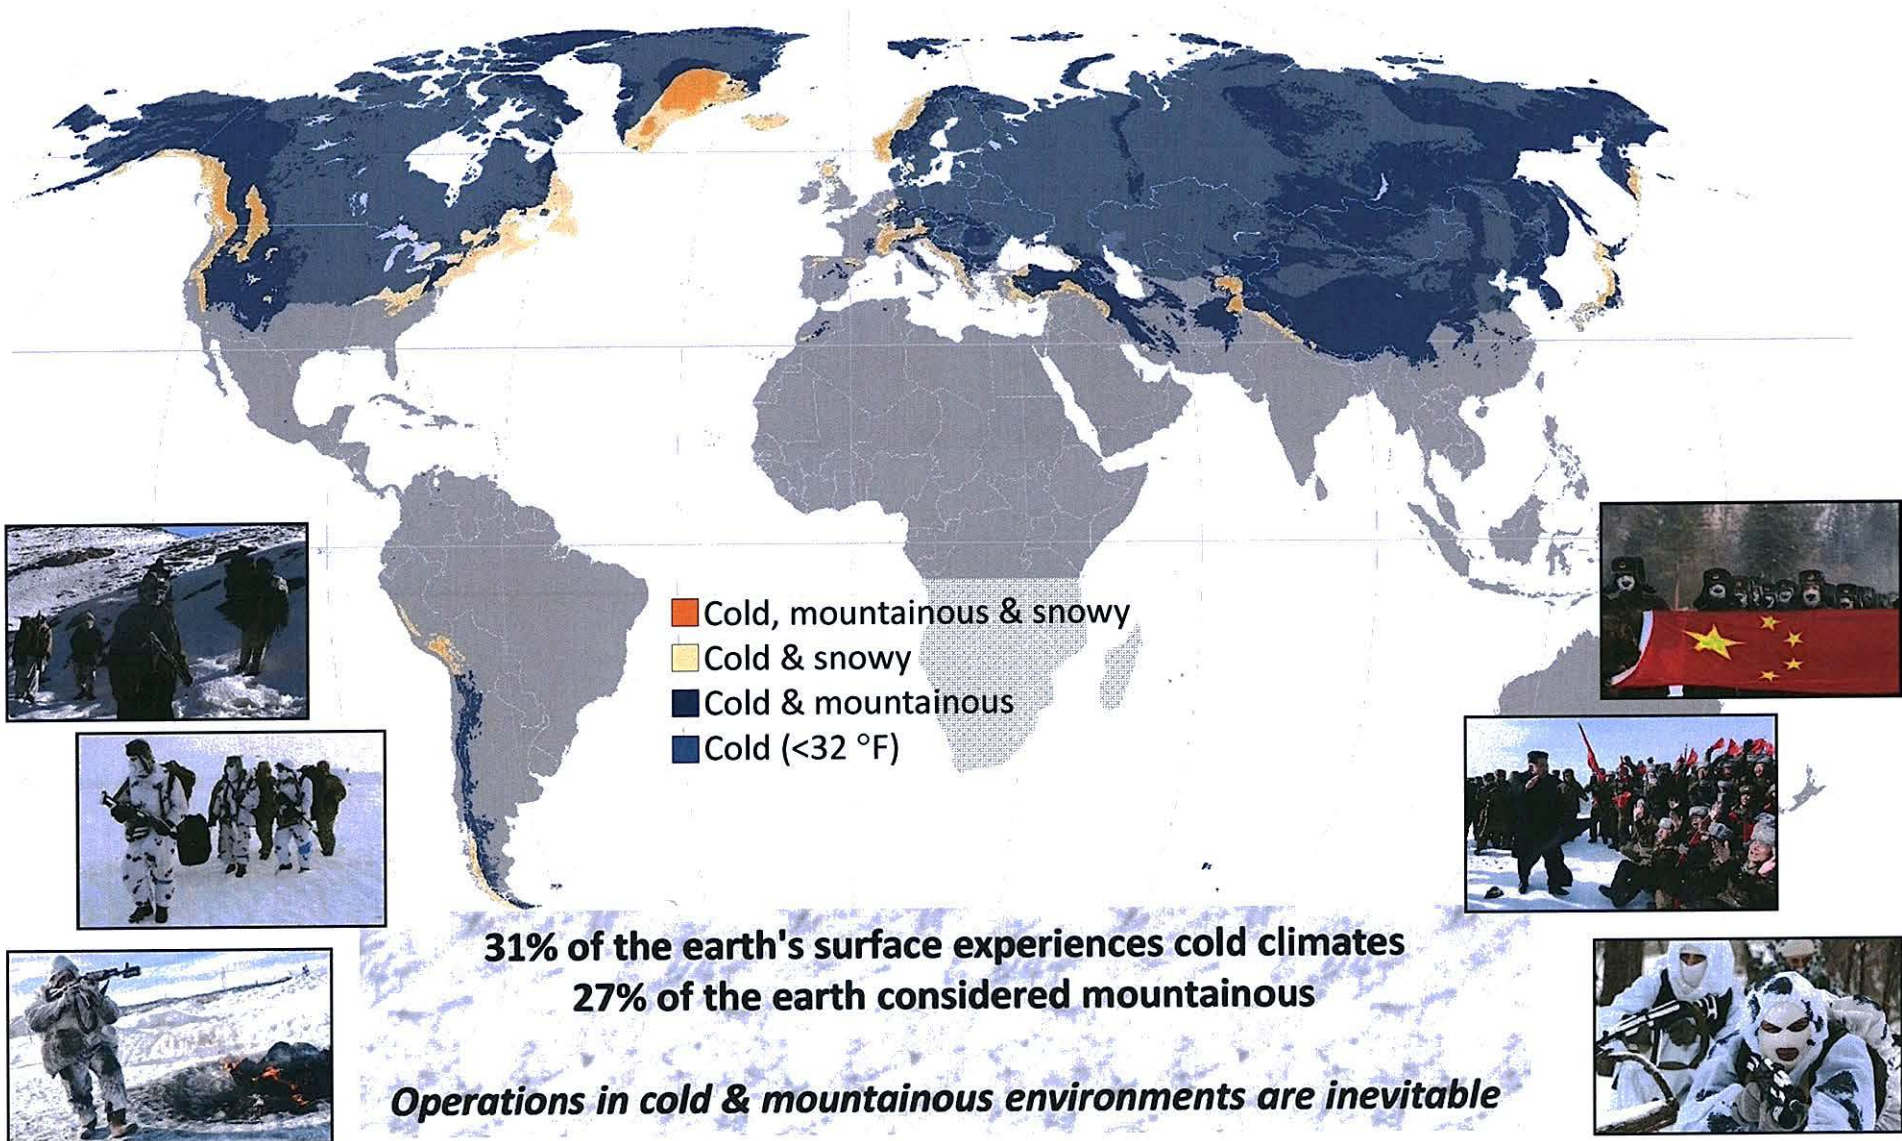 Cold, mountainous & snowy
Cold & snowy
Cold & mountainous
Cold (<32 °F)
31% of the earth's surface experiences cold climates
27% of the earth considered mountainous
Operations in cold & mountainous environments are inevitable